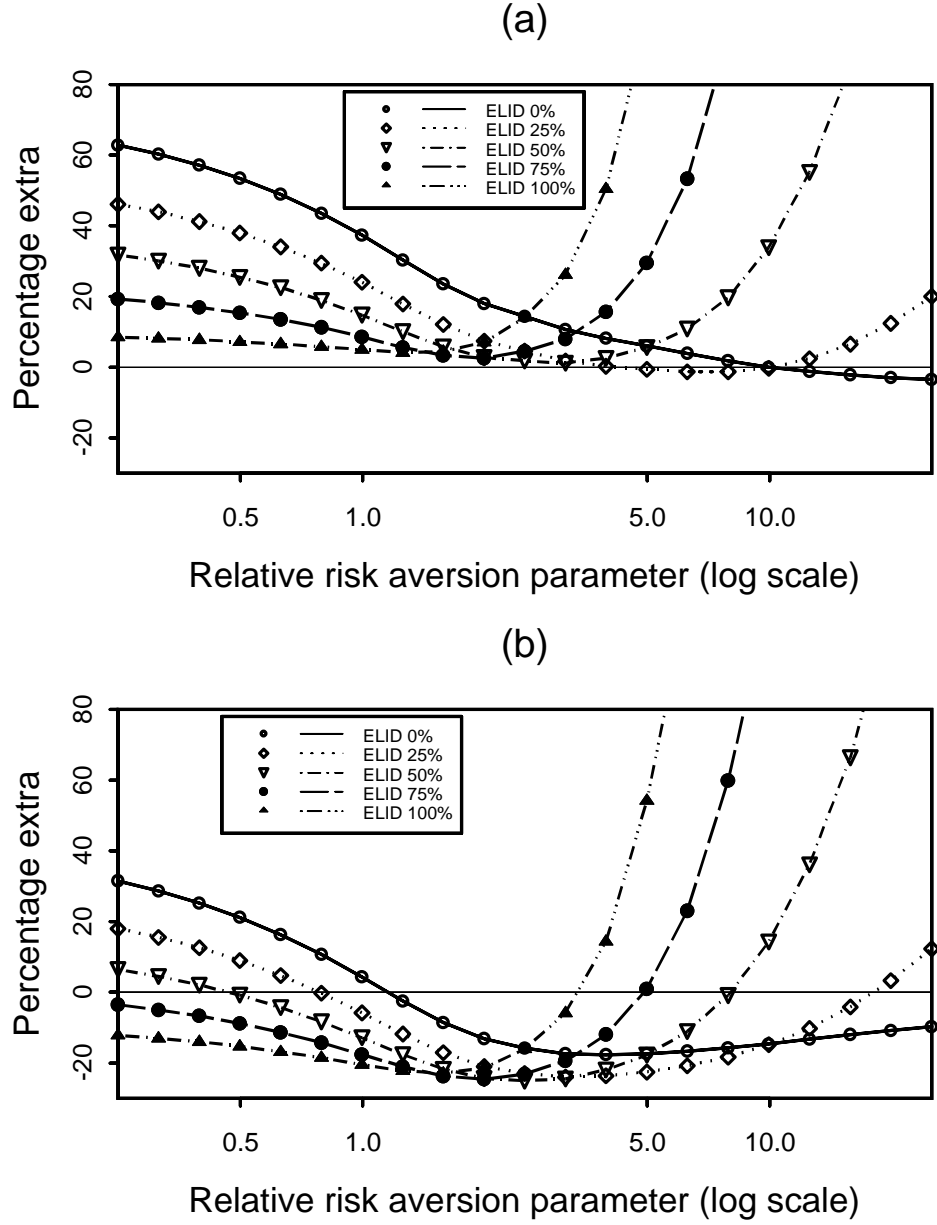 (a)
Percentage extra
80
60
40
20
0
-20
ELID 0%
ELID 25%
ELID 50%
ELID 75%
ELID 100%
0.5 1.0 5.0 10.0
Relative risk aversion parameter (log scale)
(b)
Percentage extra
80
60
40
20
0
-20
ELID 0%
ELID 25%
ELID 50%
ELID 75%
ELID 100%
0.5 1.0 5.0 10.0
Relative risk aversion parameter (log scale)